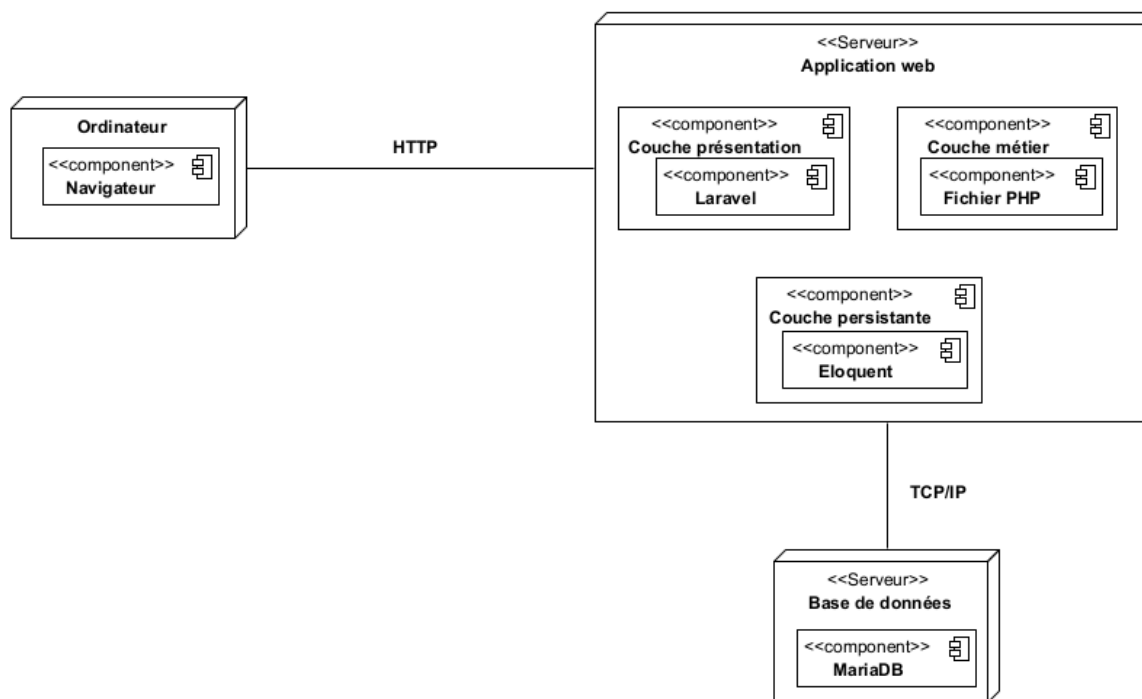 <<Serveur>>
Application web
Ordinateur
<<component>>
Navigateur
HTTP
<<component>>
Couche présentation
<<component>>
Laravel
<<component>>
Couche métier
<<component>>
Fichier PHP
<<component>>
Couche persistante
<<component>>
Eloquent
TCP/IP
<<Serveur>>
Base de données
<<component>>
MariaDB